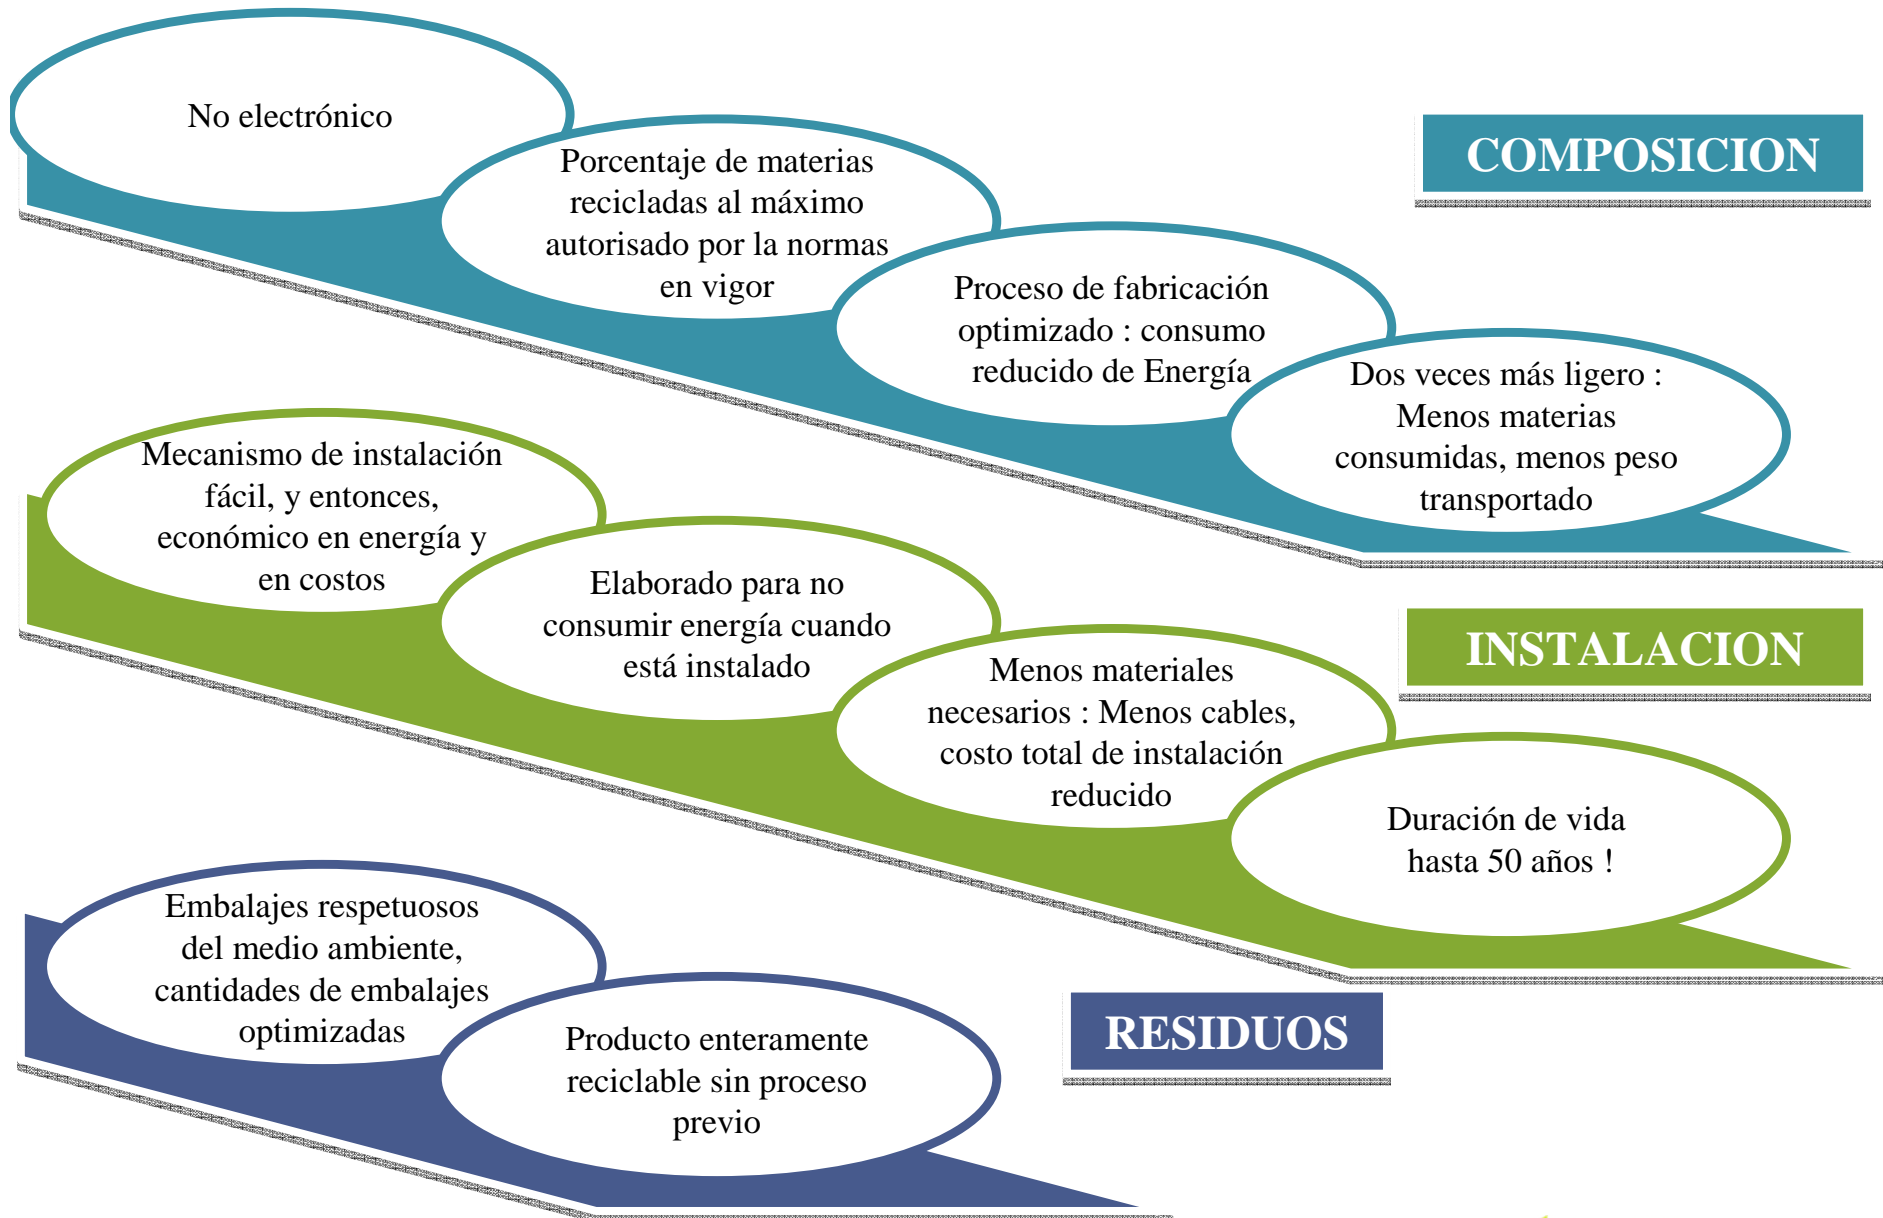 No electrónico
Porcentaje de materias
recicladas al máximo
autorisado por la normas
en vigor
Proceso de fabricación
optimizado : consumo
reducido de Energía
Dos veces más ligero :
Menos materias
consumidas, menos peso
transportado
COMPOSICION
Mecanismo de instalación
fácil, y entonces,
económico en energía y
en costos
Elaborado para no
consumir energía cuando
está instalado
Menos materiales
necesarios : Menos cables,
costo total de instalación
reducido
Duración de vida
hasta 50 años !
INSTALACION
Embalajes respetuosos
del medio ambiente,
cantidades de embalajes
optimizadas
Producto enteramente
reciclable sin proceso
previo
RESIDUOS